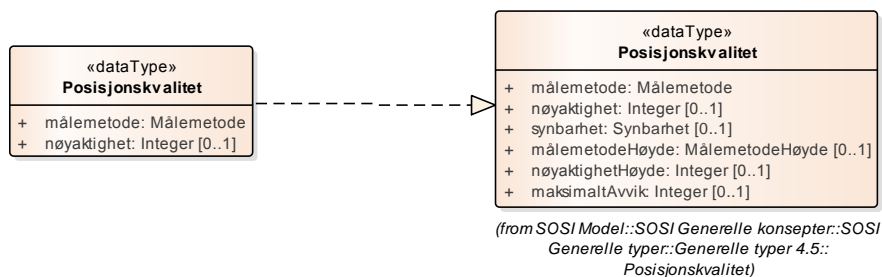 «dataType»
Posisjonskvalitet
+ målemetode: Målemetode
+ nøyaktighet: Integer [0..1]
«dataType»
Posisjonskvalitet
+ målemetode: Målemetode
+ nøyaktighet: Integer [0..1]
+ synbarhet: Synbarhet [0..1]
+ målemetodeHøyde: MålemetodeHøyde [0..1]
+ nøyaktighetHøyde: Integer [0..1]
+ maksimaltAvvik: Integer [0..1]
(from SOSI Model::SOSI Generelle konsepter::SOSI
Generelle typer::Generelle typer 4.5::
Posisjonskvalitet)